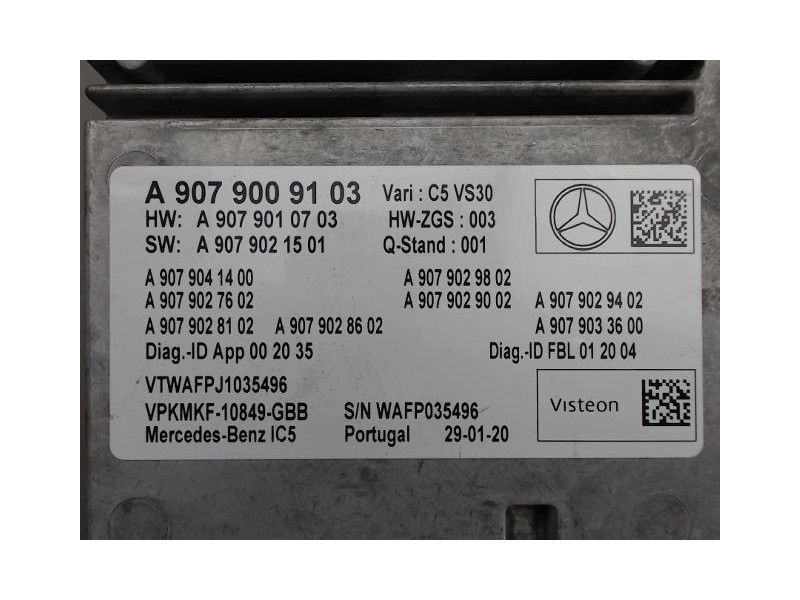 A 907 900 91 03 Vari : C5 VS30
HW: A 907 901 07 03 HW-ZGS : 003
SW: A 907 902 15 01 Q-Stand : 001
A 907 904 14 00 A 907 902 98 02
A 907 902 76 02 A 907 902 90 02 A 907 902 94 02
A 907 902 81 02 A 907 902 86 02 A 907 903 36 00
Diag.-ID App 00 20 35 Diag.-ID FBL 01 20 04
VTWAFPJ1035496
VPKMKF-10849-GBB S/N WAFP035496
Mercedes-Benz IC5 Portugal 29-01-20
Visteon